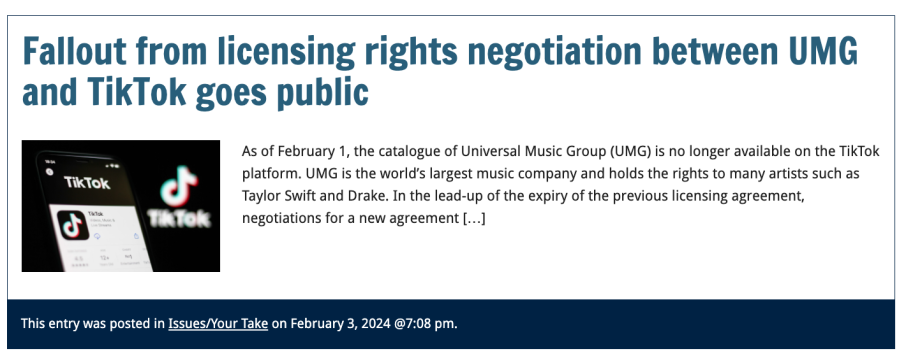 Fallout from licensing rights negotiation between UMG
and TikTok goes public
TikTok
TikTok
TikTok
As of February 1, the catalogue of Universal Music Group (UMG) is no longer available on the TikTok
platform. UMG is the world's largest music company and holds the rights to many artists such as
Taylor Swift and Drake. In the lead-up of the expiry of the previous licensing agreement,
negotiations for a new agreement […]
This entry was posted in Issues/Your Take on February 3, 2024 @7:08 pm.